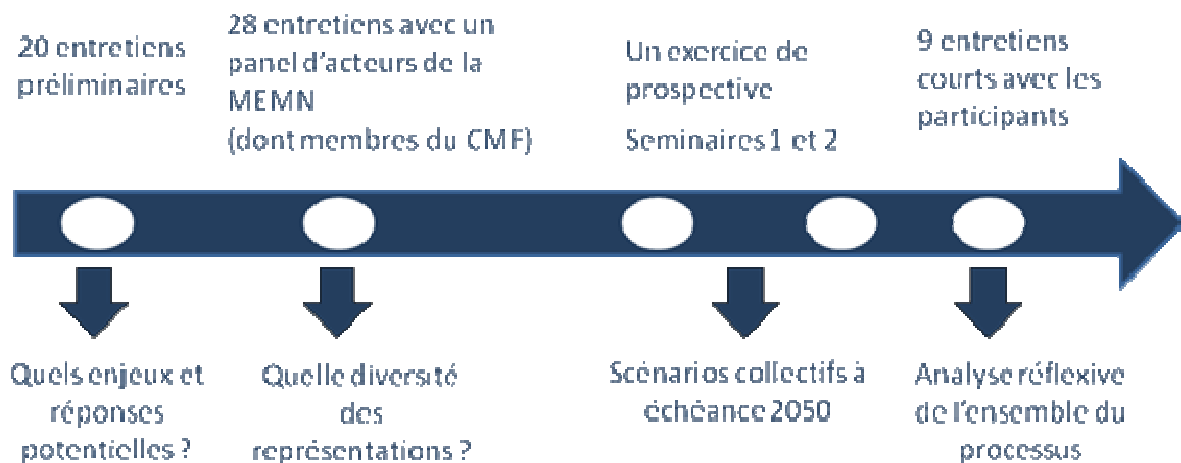 20 entretiens
préliminaires
28 entretiens avec un
panel d'acteurs de la
MEMN
(dont membres du CMF)
Un exercice de
prospective
Seminaires 1 et 2
9 entretiens
courts avec les
participants
Quels enjeux et
réponses
potentielles ?
Quelle diversité
des
représentations ?
Scénarios collectifs à
échéance 2050
Analyse réflexive
de l'ensemble du
processus